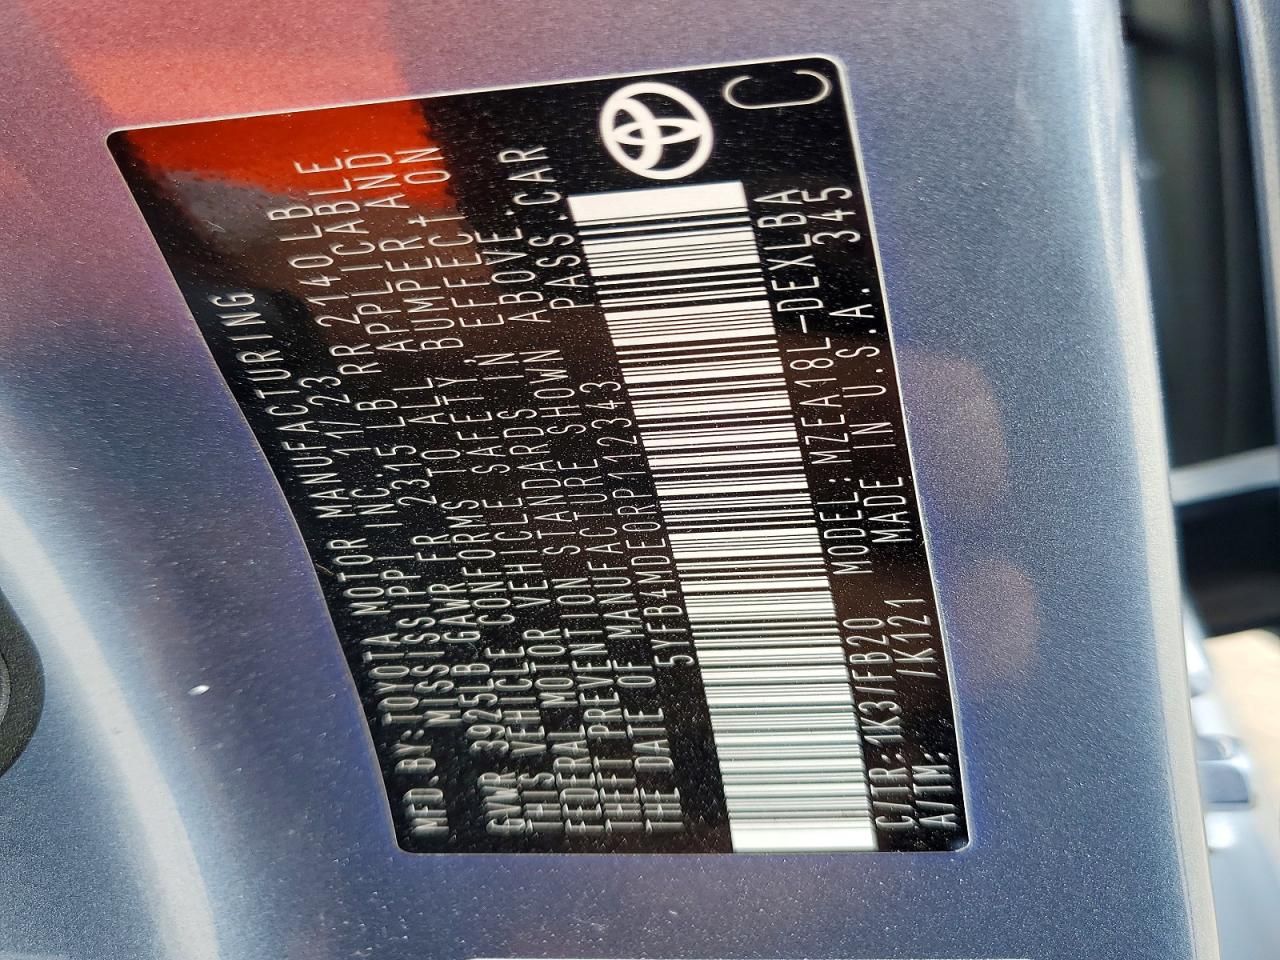 MFD.BY:TOYOTA MOTOR MANUFACTURING
MISSISSIPPI INC. 11/23
GVWR 3925LB GAWR FR 2315 LB RR 2140LB
THIS VEHICLE CONFORMS TO ALL APPLICABLE
FEDERAL MOTOR VEHICLE SAFETY, BUMPER, AND
THEFT PREVENTION STANDARDS IN EFFECT ON
THE DATE OF MANUFACTURE SHOWN ABOVE.
5YFB4MDE0RP112343 PASS.CAR
C/TR:1K3/FB20 MODEL:MZEA18L-DEXLBA
A/TM: /K121 MADE IN U.S.A. 345
C